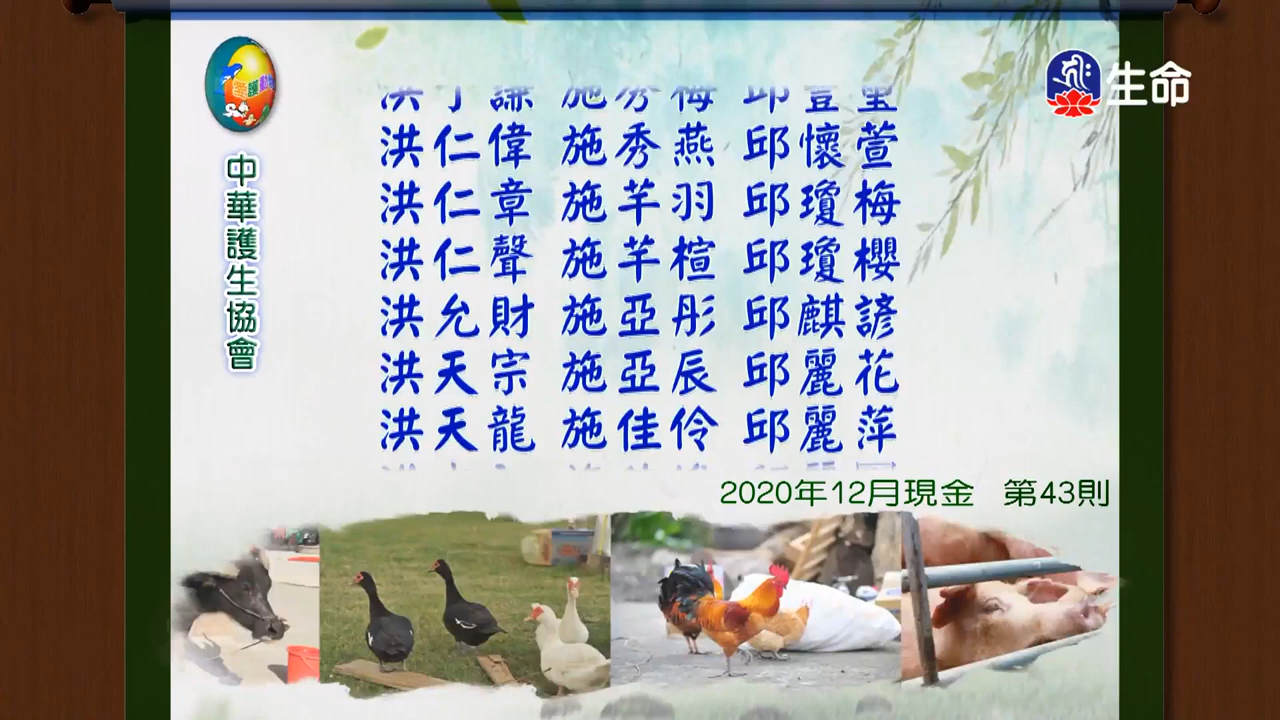 愛護動物
生命
中華護生協會
洪仁偉 施秀燕 邱懷萱
洪仁章 施芊羽 邱瓊梅
洪仁聲 施芊楦 邱瓊櫻
洪允財 施亞彤 邱麒諺
洪天宗 施亞辰 邱麗花
洪天龍 施佳伶 邱麗萍
2020年12月現金 第43則